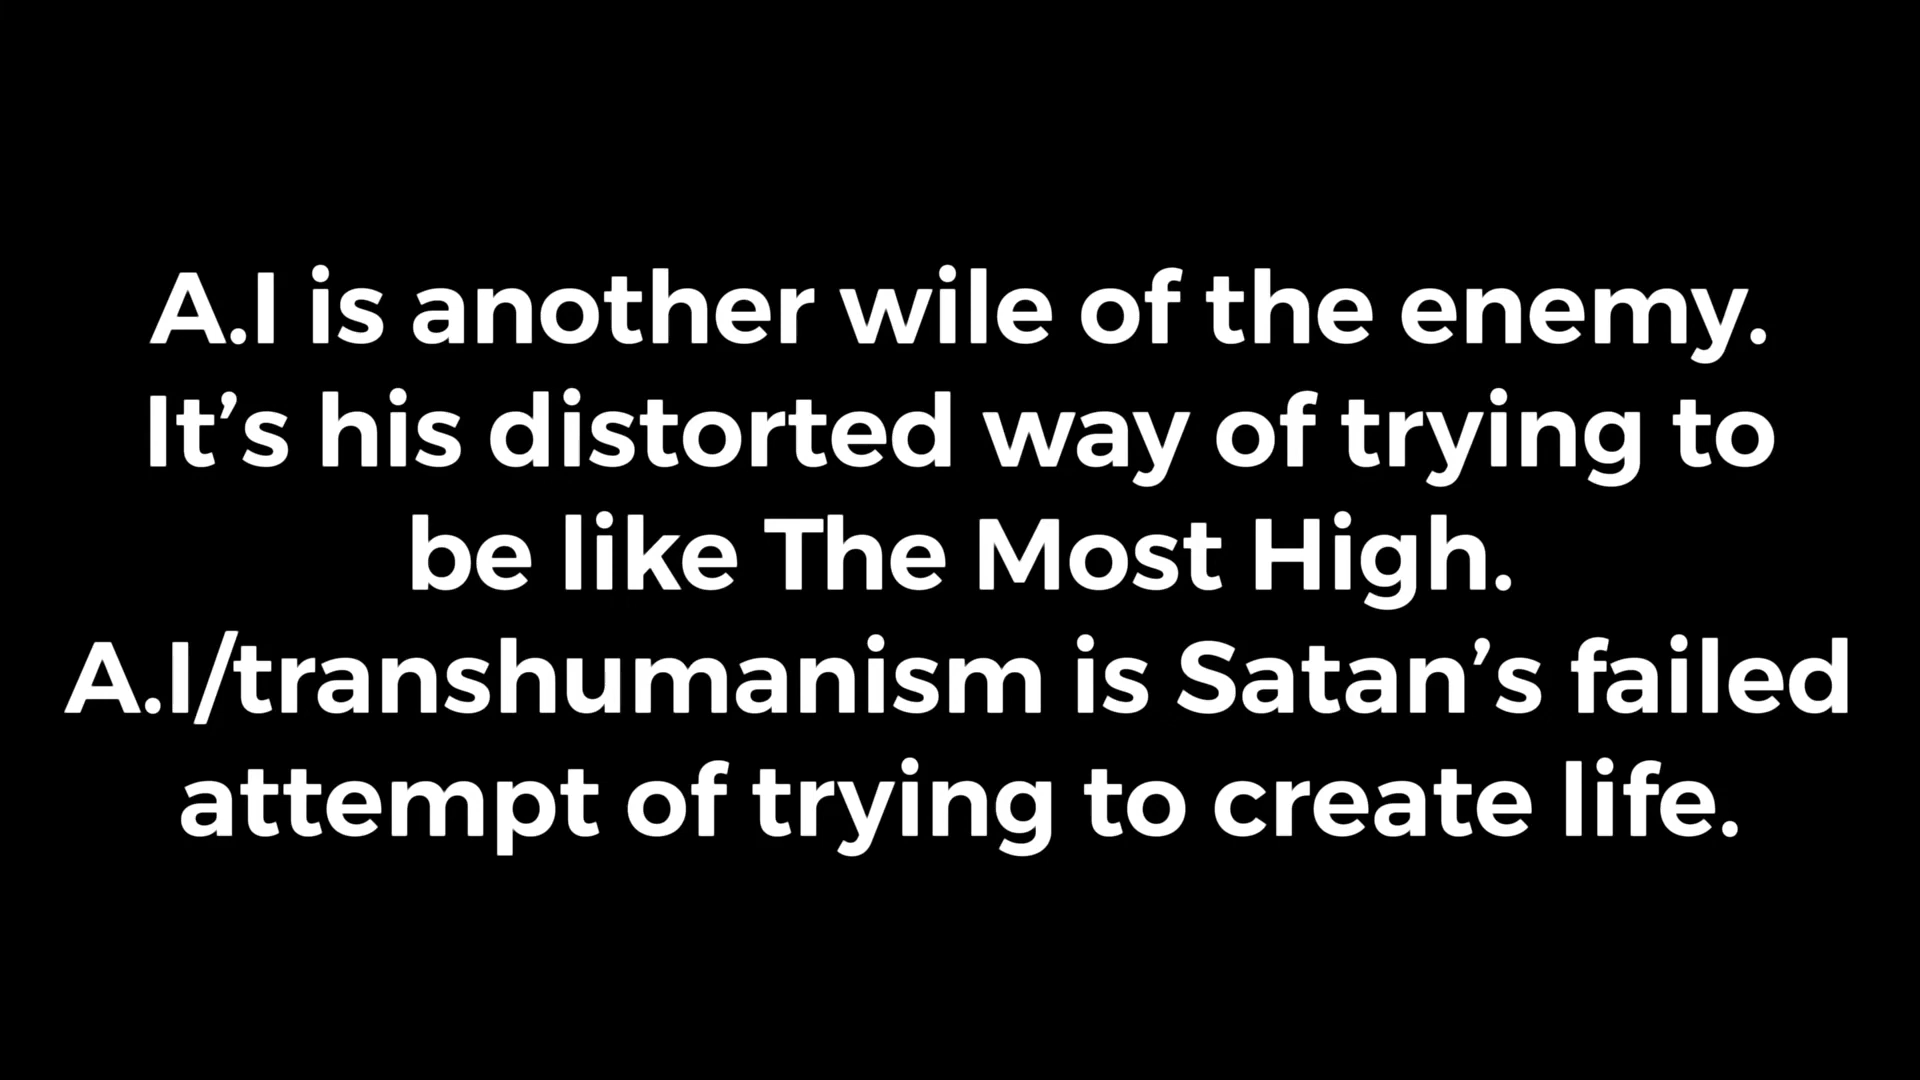 A.I is another wile of the enemy.
It’s his distorted way of trying to
be like The Most High.
A.I/transhumanism is Satan’s failed
attempt of trying to create life.